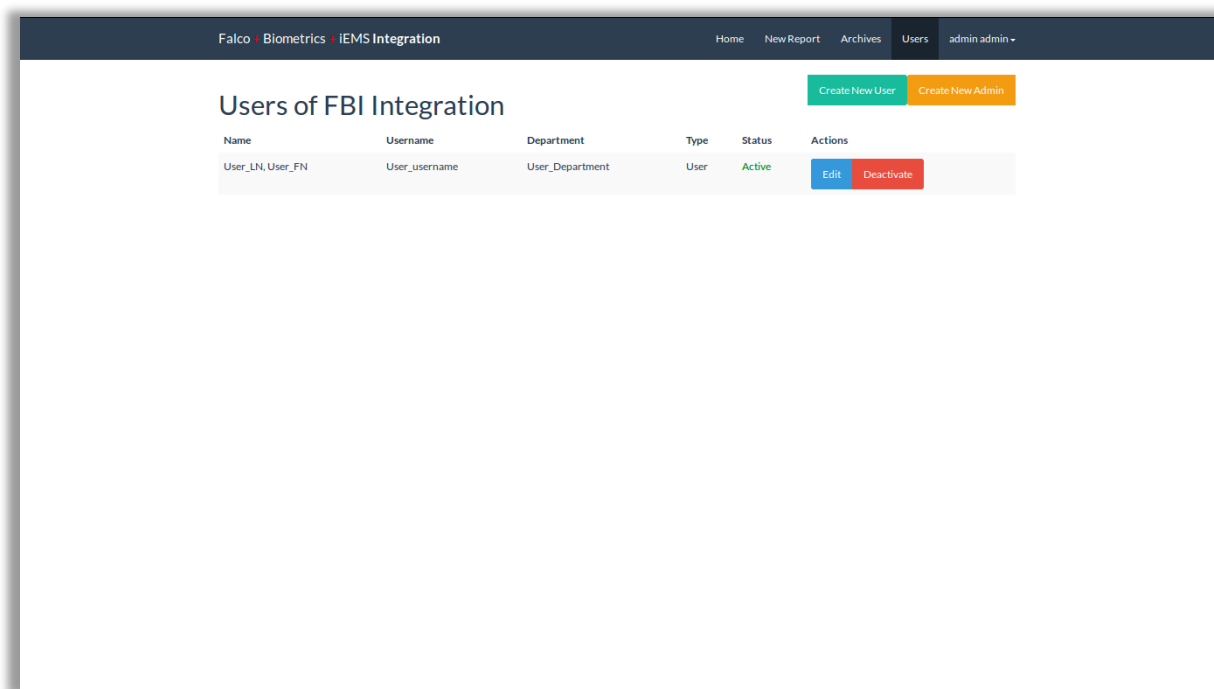 Falco + Biometrics + iEMS Integration Home New Report Archives Users admin admin
Create New User Create New Admin
Users of FBI Integration
Name Username Department Type Status Actions
User_LN, User_FN User_username User_Department User Active Edit Deactivate